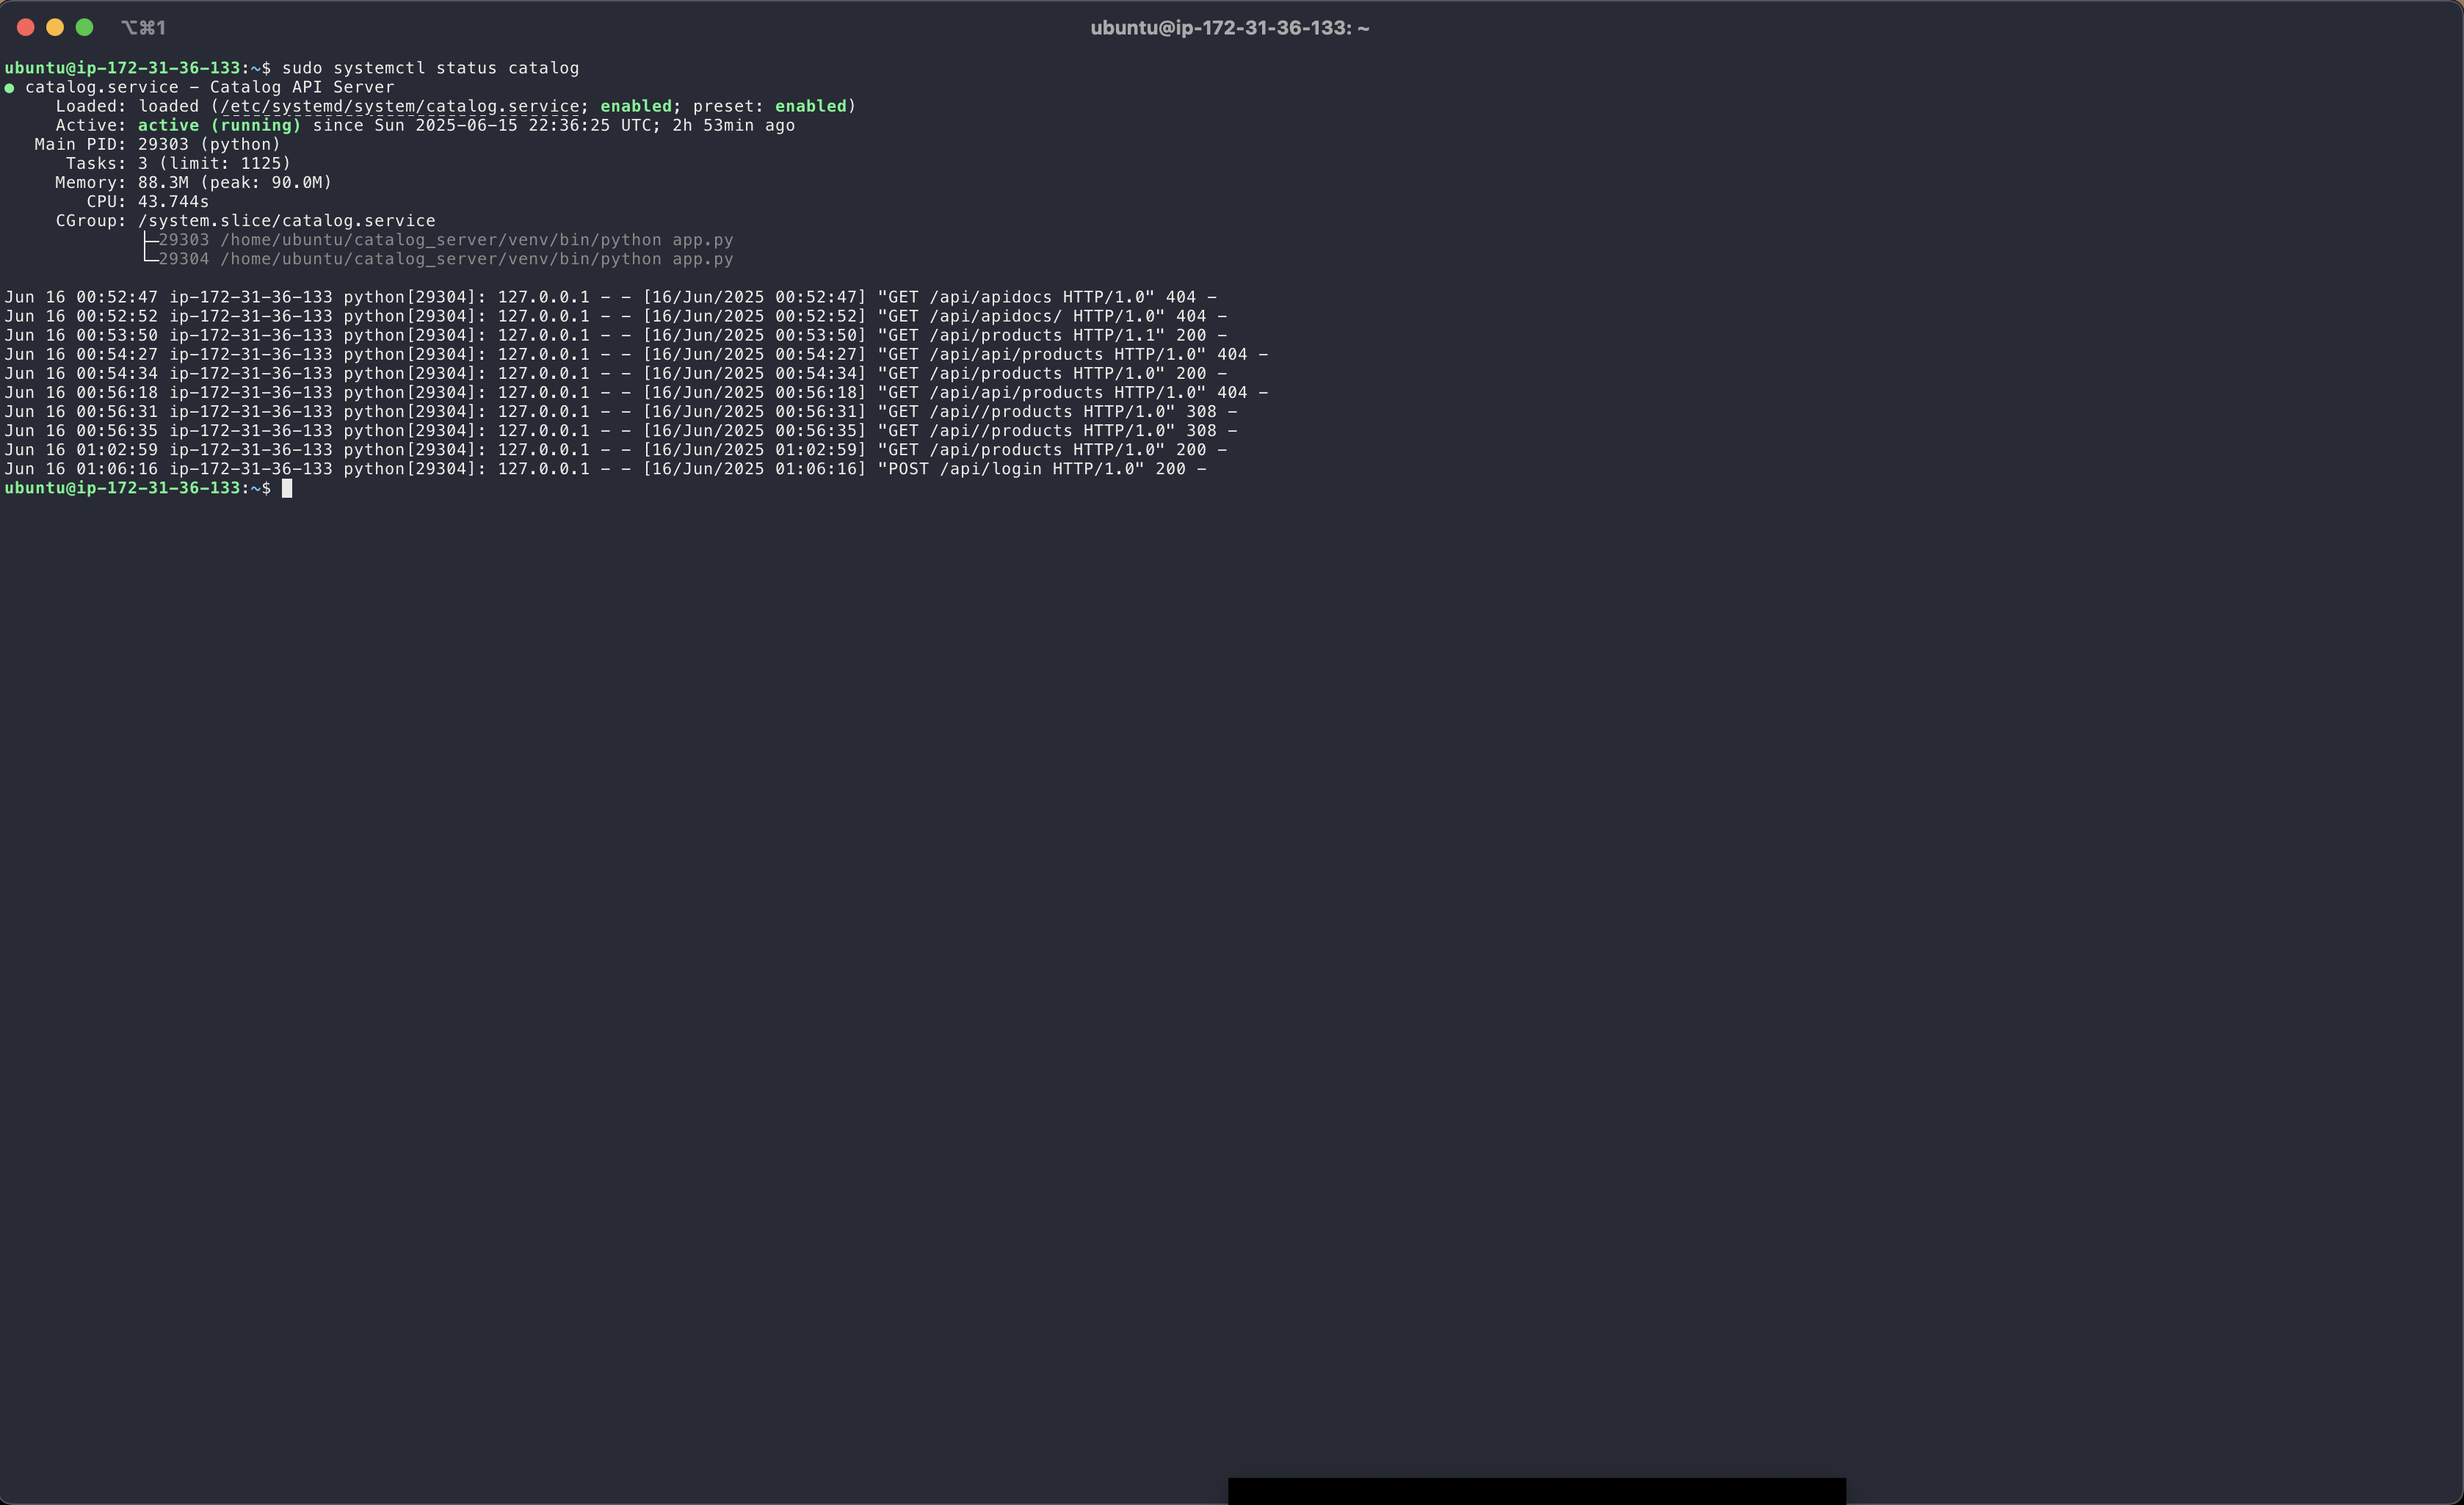 ⌥⌘1
ubuntu@ip-172-31-36-133: ~
ubuntu@ip-172-31-36-133:~$ sudo systemctl status catalog
● catalog.service - Catalog API Server
Loaded: loaded (/etc/systemd/system/catalog.service; enabled; preset: enabled)
Active: active (running) since Sun 2025-06-15 22:36:25 UTC; 2h 53min ago
Main PID: 29303 (python)
Tasks: 3 (limit: 1125)
Memory: 88.3M (peak: 90.0M)
CPU: 43.744s
CGroup: /system.slice/catalog.service
├─29303 /home/ubuntu/catalog_server/venv/bin/python app.py
└─29304 /home/ubuntu/catalog_server/venv/bin/python app.py
Jun 16 00:52:47 ip-172-31-36-133 python[29304]: 127.0.0.1 - - [16/Jun/2025 00:52:47] "GET /api/apidocs HTTP/1.0" 404 -
Jun 16 00:52:52 ip-172-31-36-133 python[29304]: 127.0.0.1 - - [16/Jun/2025 00:52:52] "GET /api/apidocs/ HTTP/1.0" 404 -
Jun 16 00:53:50 ip-172-31-36-133 python[29304]: 127.0.0.1 - - [16/Jun/2025 00:53:50] "GET /api/products HTTP/1.1" 200 -
Jun 16 00:54:27 ip-172-31-36-133 python[29304]: 127.0.0.1 - - [16/Jun/2025 00:54:27] "GET /api/api/products HTTP/1.0" 404 -
Jun 16 00:54:34 ip-172-31-36-133 python[29304]: 127.0.0.1 - - [16/Jun/2025 00:54:34] "GET /api/products HTTP/1.0" 200 -
Jun 16 00:56:18 ip-172-31-36-133 python[29304]: 127.0.0.1 - - [16/Jun/2025 00:56:18] "GET /api/api/products HTTP/1.0" 404 -
Jun 16 00:56:31 ip-172-31-36-133 python[29304]: 127.0.0.1 - - [16/Jun/2025 00:56:31] "GET /api//products HTTP/1.0" 308 -
Jun 16 00:56:35 ip-172-31-36-133 python[29304]: 127.0.0.1 - - [16/Jun/2025 00:56:35] "GET /api//products HTTP/1.0" 308 -
Jun 16 01:02:59 ip-172-31-36-133 python[29304]: 127.0.0.1 - - [16/Jun/2025 01:02:59] "GET /api/products HTTP/1.0" 200 -
Jun 16 01:06:16 ip-172-31-36-133 python[29304]: 127.0.0.1 - - [16/Jun/2025 01:06:16] "POST /api/login HTTP/1.0" 200 -
ubuntu@ip-172-31-36-133:~$